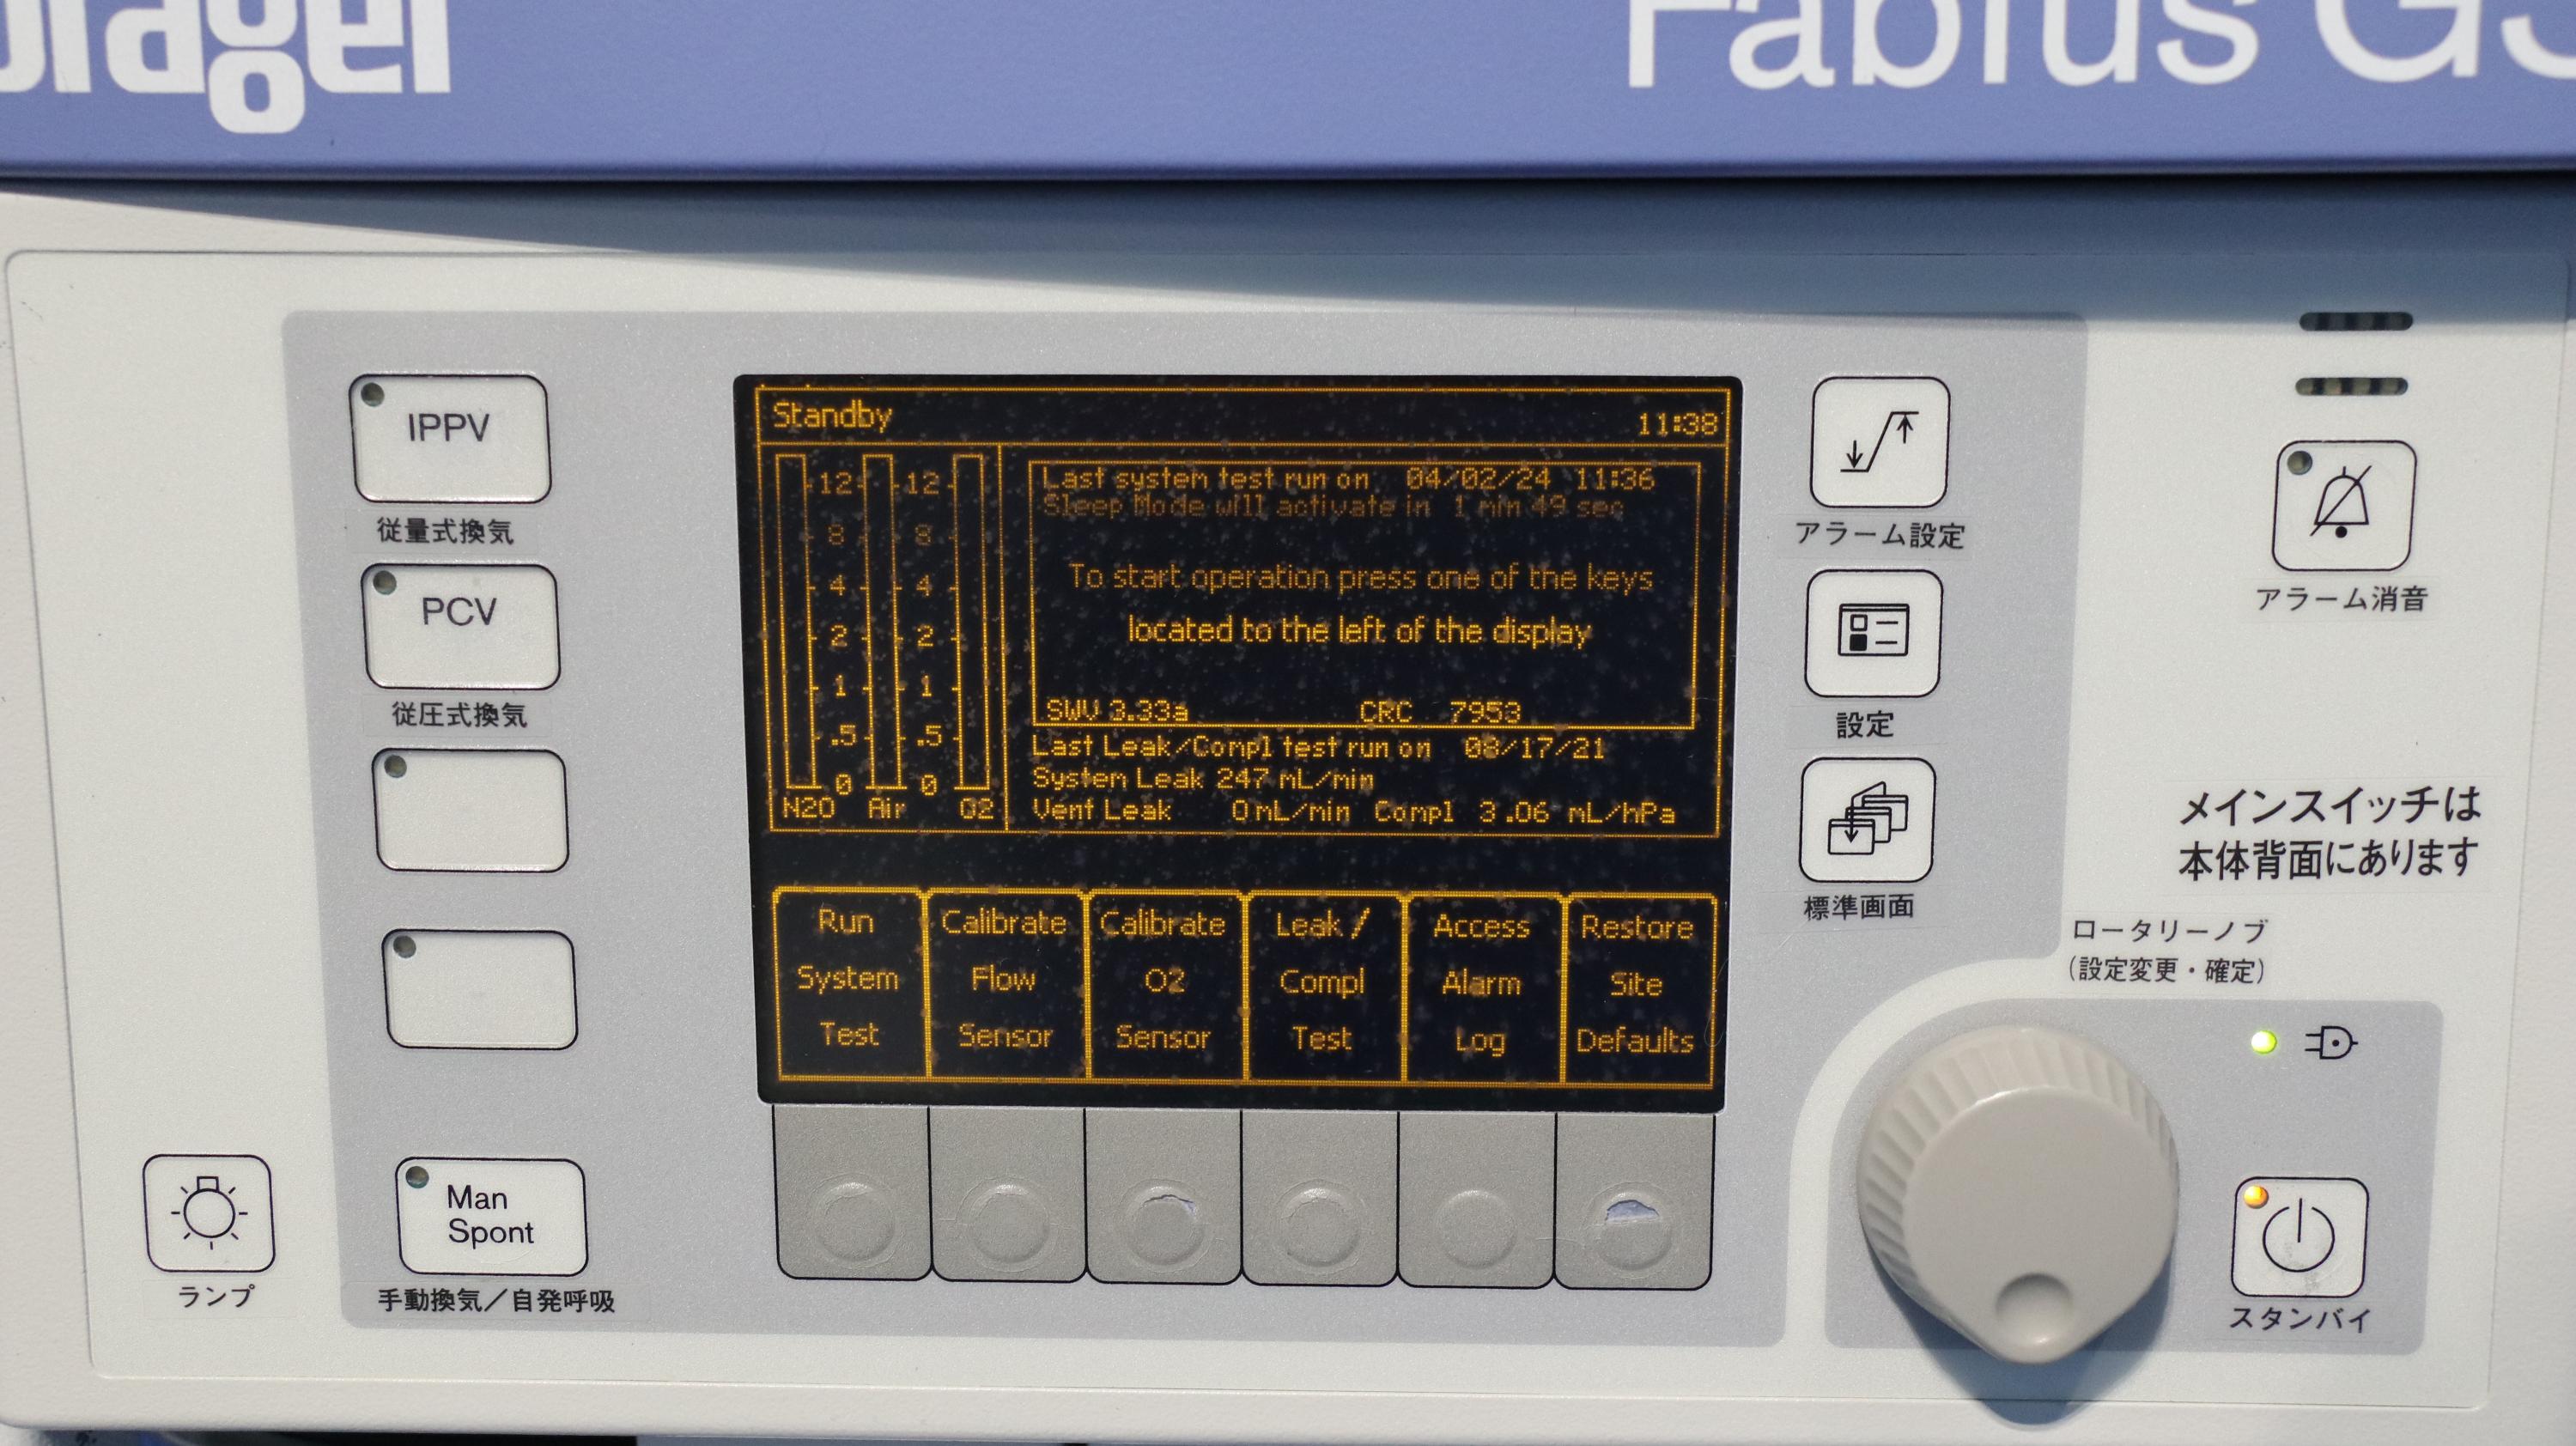 Dräger
Fabius GS
IPPV
従量式換気
PCV
従圧式換気
Man
Spont
手動換気／自発呼吸
ランプ
Standby
11:38
12 12
8 8
4 4
2 2
1 1
.5 .5
0 0
N2O Air O2
Last system test run on 04/02/24 11:36
Sleep Mode will activate in 1 min 49 sec
To start operation press one of the keys
located to the left of the display
SWV 3.33a CRC 7953
Last Leak/Compl test run on 08/17/21
System Leak 247 mL/min
Vent Leak 0 mL/min Compl 3.06 mL/hPa
Run
System
Test
Calibrate
Flow
Sensor
Calibrate
O2
Sensor
Leak /
Compl
Test
Access
Alarm
Log
Restore
Site
Defaults
アラーム設定
設定
標準画面
アラーム消音
メインスイッチは
本体背面にあります
ロータリーノブ
（設定変更・確定）
スタンバイ